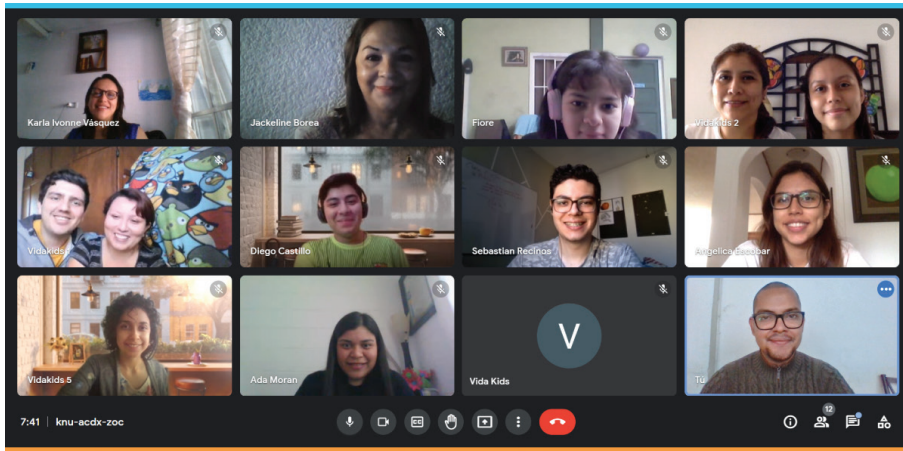 Karla Ivonne Vásquez
Jackeline Borea
Fiore
Vidakids 2
Vidakids
Diego Castillo
Sebastian Recinos
Angelica Escobar
Vidakids 5
Ada Moran
V
Vida Kids
Tú
7:41 | knu-acdx-zoc
CC
12